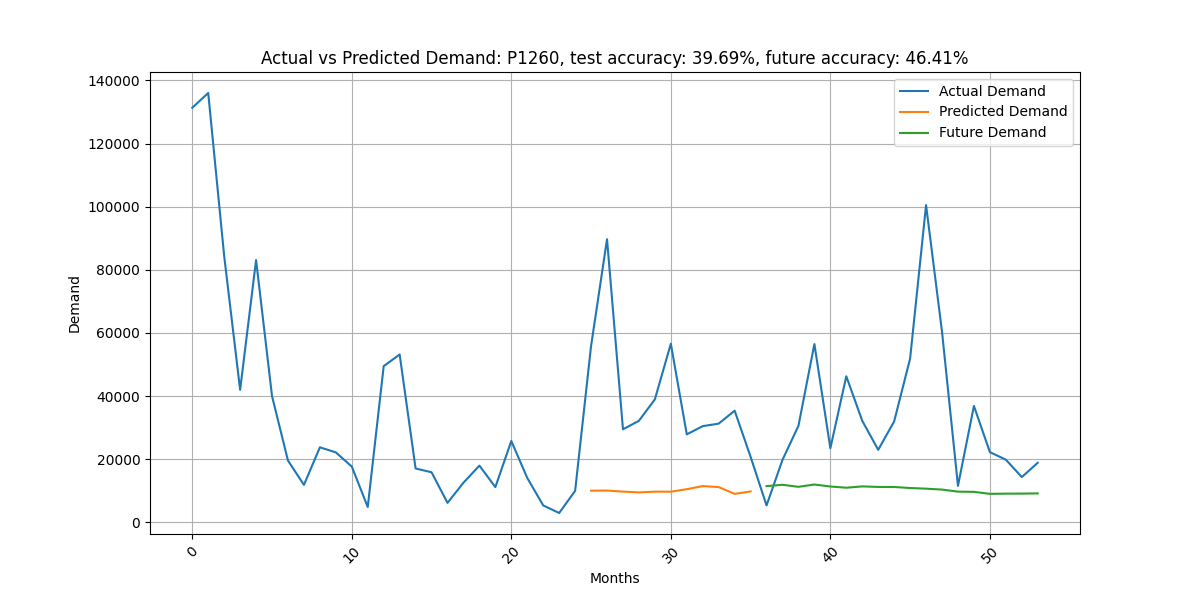 Actual vs Predicted Demand: P1260, test accuracy: 39.69%, future accuracy: 46.41%
140000
120000
100000
80000
60000
40000
20000
0
Demand
Actual Demand
Predicted Demand
Future Demand
0
10
20
30
40
50
Months